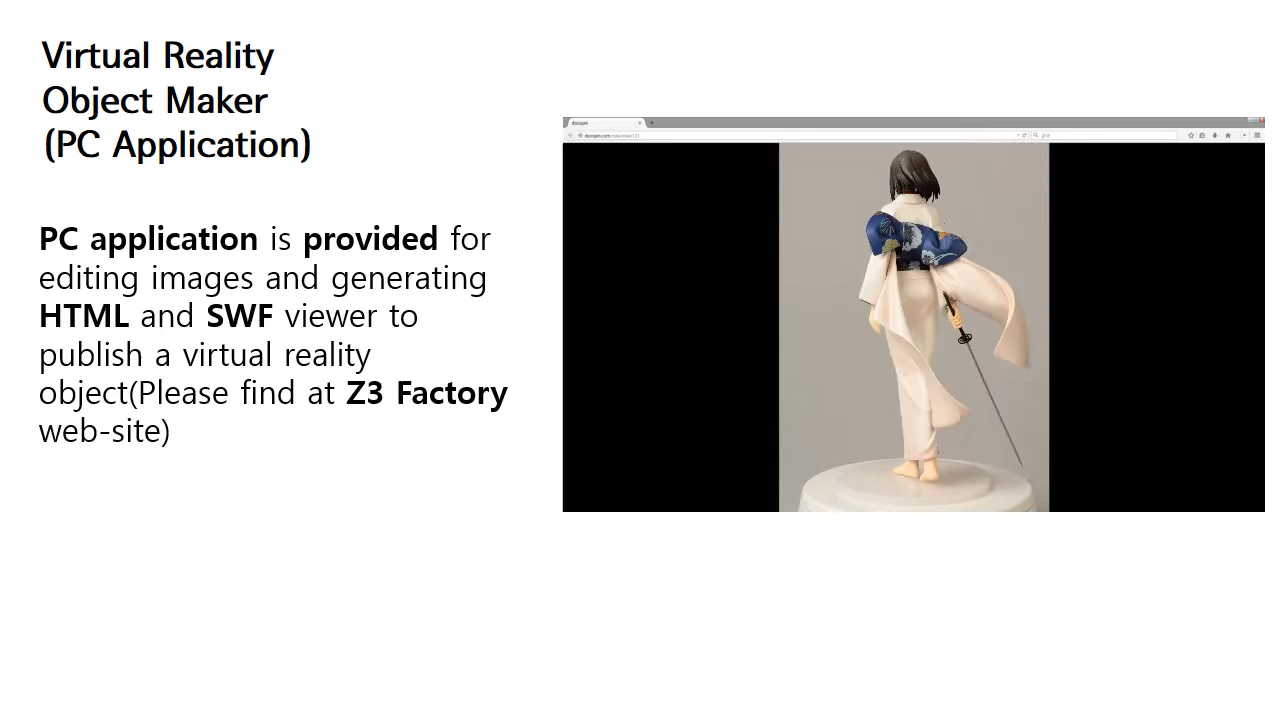 Virtual Reality
Object Maker
(PC Application)
PC application is provided for
editing images and generating
HTML and SWF viewer to
publish a virtual reality
object(Please find at Z3 Factory
web-site)
doospin